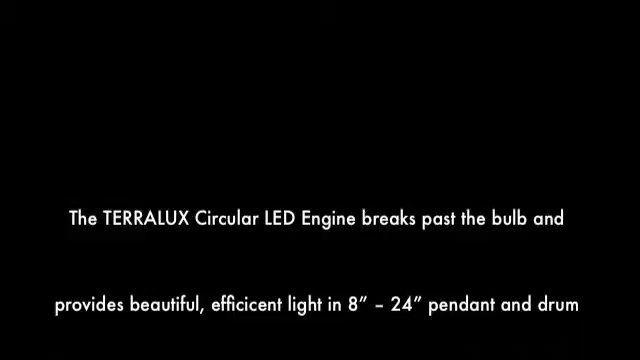 The TERRALUX Circular LED Engine breaks past the bulb and
provides beautiful, efficicent light in 8” – 24” pendant and drum